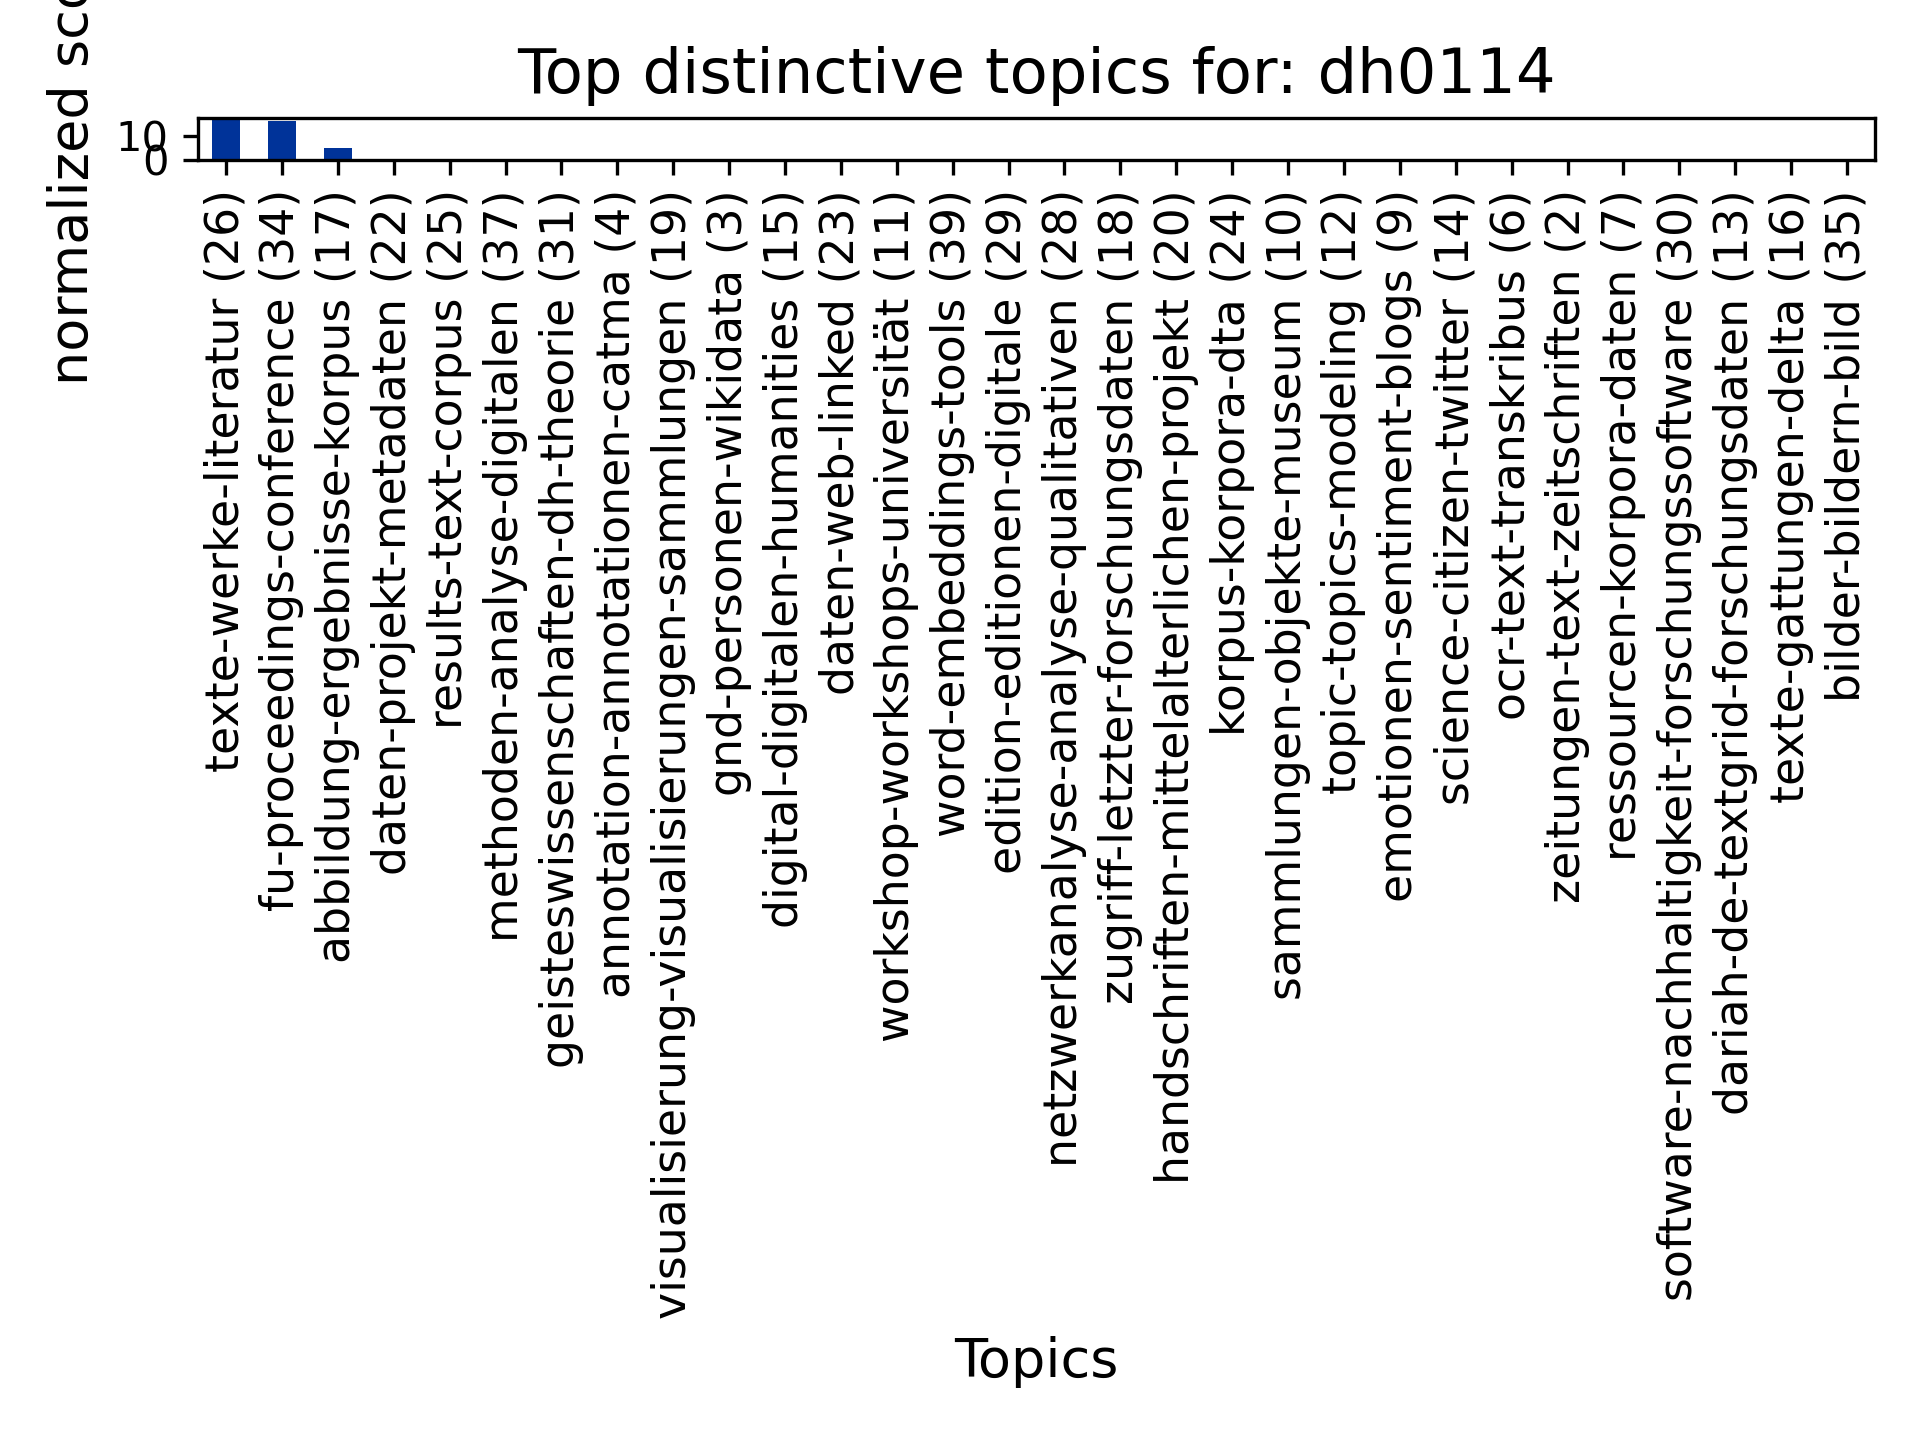 Top distinctive topics for: dh0114
normalized sco
10
0
texte-werke-literatur (26)
fu-proceedings-conference (34)
abbildung-ergebnisse-korpus (17)
daten-projekt-metadaten (22)
results-text-corpus (25)
methoden-analyse-digitalen (37)
geisteswissenschaften-dh-theorie (31)
annotation-annotationen-catma (4)
visualisierung-visualisierungen-sammlungen (19)
gnd-personen-wikidata (3)
digital-digitalen-humanities (15)
daten-web-linked (23)
workshop-workshops-universität (11)
word-embeddings-tools (39)
edition-editionen-digitale (29)
netzwerkanalyse-analyse-qualitativen (28)
zugriff-letzter-forschungsdaten (18)
handschriften-mittelalterlichen-projekt (20)
korpus-korpora-dta (24)
sammlungen-objekte-museum (10)
topic-topics-modeling (12)
emotionen-sentiment-blogs (9)
science-citizen-twitter (14)
ocr-text-transkribus (6)
zeitungen-text-zeitschriften (2)
ressourcen-korpora-daten (7)
software-nachhaltigkeit-forschungssoftware (30)
dariah-de-textgrid-forschungsdaten (13)
texte-gattungen-delta (16)
bilder-bildern-bild (35)
Topics